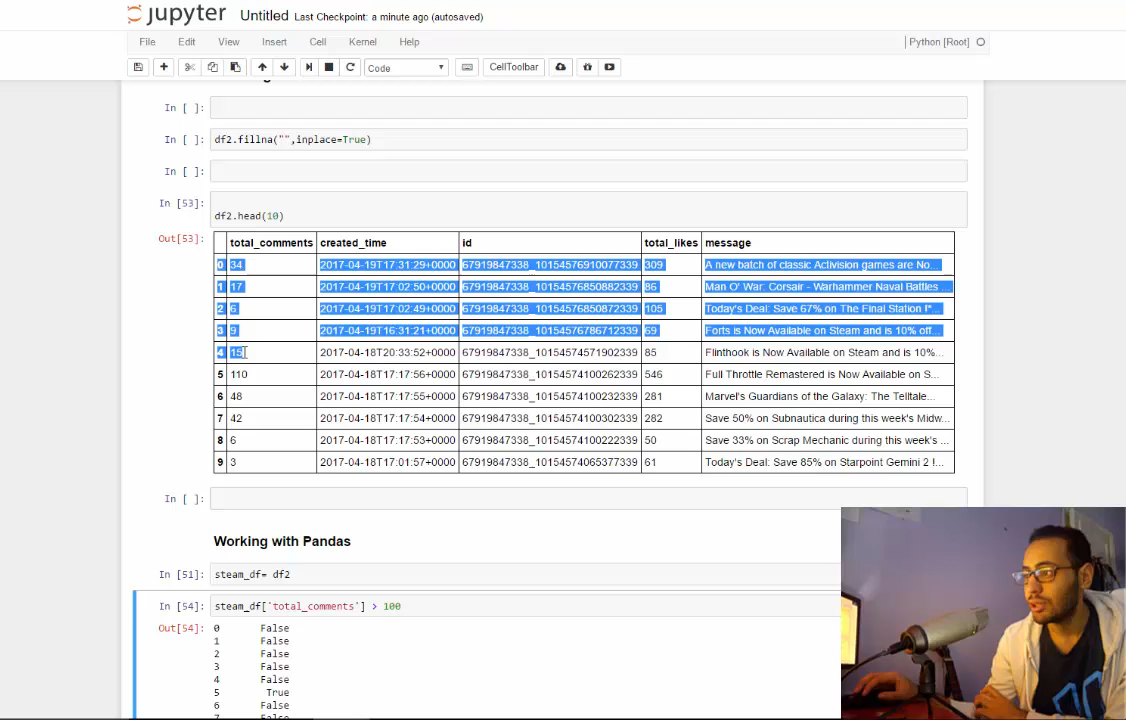 jupyter Untitled Last Checkpoint: a minute ago (autosaved)
File Edit View Insert Cell Kernel Help Python [Root]
Code CellToolbar
In [ ]:
In [ ]: df2.fillna("",inplace=True)
In [ ]:
In [53]:
df2.head(10)
Out[53]: total_comments created_time id total_likes message
0 34 2017-04-19T17:31:29+0000 67919847338_10154576910077339 309 A new batch of classic Activision games are No...
1 17 2017-04-19T17:02:50+0000 67919847338_10154576850882339 86 Man O' War: Corsair - Warhammer Naval Battles ...
2 6 2017-04-19T17:02:49+0000 67919847338_10154576850872339 105 Today's Deal: Save 67% on The Final Station !*...
3 9 2017-04-19T16:31:21+0000 67919847338_10154576786712339 69 Forts is Now Available on Steam and is 10% off...
4 15 2017-04-18T20:33:52+0000 67919847338_10154574571902339 85 Flinthook is Now Available on Steam and is 10%...
5 110 2017-04-18T17:17:56+0000 67919847338_10154574100262339 546 Full Throttle Remastered is Now Available on S...
6 48 2017-04-18T17:17:55+0000 67919847338_10154574100232339 281 Marvel's Guardians of the Galaxy: The Telltale...
7 42 2017-04-18T17:17:54+0000 67919847338_10154574100302339 282 Save 50% on Subnautica during this week's Midw...
8 6 2017-04-18T17:17:53+0000 67919847338_10154574100222339 50 Save 33% on Scrap Mechanic during this week's ...
9 3 2017-04-18T17:01:57+0000 67919847338_10154574065377339 61 Today's Deal: Save 85% on Starpoint Gemini 2 !...
In [ ]:
Working with Pandas
In [51]: steam_df= df2
In [54]: steam_df['total_comments'] > 100
Out[54]: 0 False
1 False
2 False
3 False
4 False
5 True
6 False
7 False